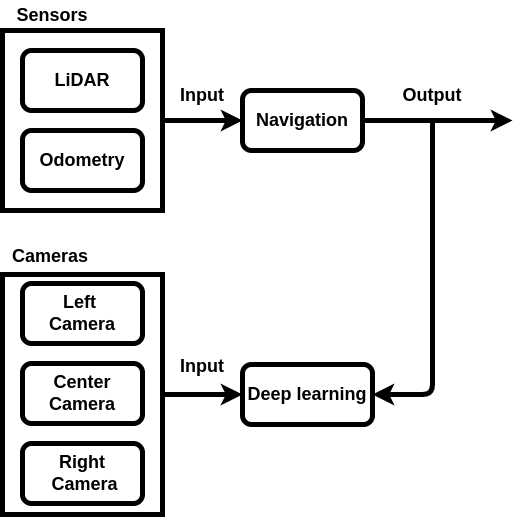 Sensors
LiDAR
Odometry
Input
Navigation
Output
Cameras
Left
Camera
Center
Camera
Right
Camera
Input
Deep learning